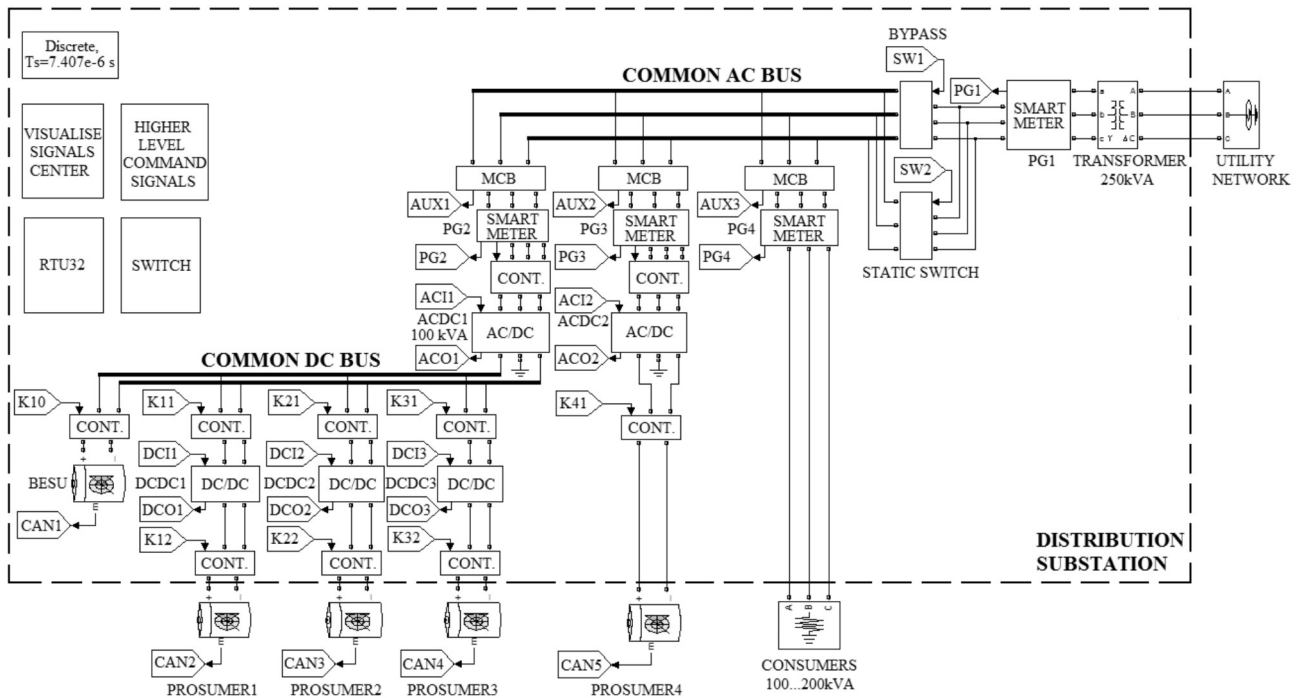 Discrete,
Ts=7.407e-6 s
VISUALISE
SIGNALS
CENTER
HIGHER
LEVEL
COMMAND
SIGNALS
RTU32
SWITCH
COMMON AC BUS
BYPASS
SW1
PG1
SMART
METER
PG1
a
b
c
Y
A
B
ΔC
TRANSFORMER
250kVA
A
B
C
UTILITY
NETWORK
SW2
STATIC SWITCH
MCB
MCB
MCB
AUX1
AUX2
AUX3
PG2
SMART
METER
PG3
SMART
METER
PG4
SMART
METER
PG2
PG3
PG4
CONT.
CONT.
ACI1
ACI2
ACDC1
100 kVA
AC/DC
ACDC2
AC/DC
ACO1
ACO2
COMMON DC BUS
K10
K11
K21
K31
K41
CONT.
CONT.
CONT.
CONT.
CONT.
+
–
DCI1
DCI2
DCI3
BESU
DCDC1
DC/DC
DCDC2
DC/DC
DCDC3
DC/DC
m
CAN1
DCO1
DCO2
DCO3
K12
K22
K32
CONT.
CONT.
CONT.
DISTRIBUTION
SUBSTATION
+ –
+ –
+ –
+ –
A B C
m
m
m
m
CAN2
CAN3
CAN4
CAN5
PROSUMER1
PROSUMER2
PROSUMER3
PROSUMER4
CONSUMERS
100...200kVA